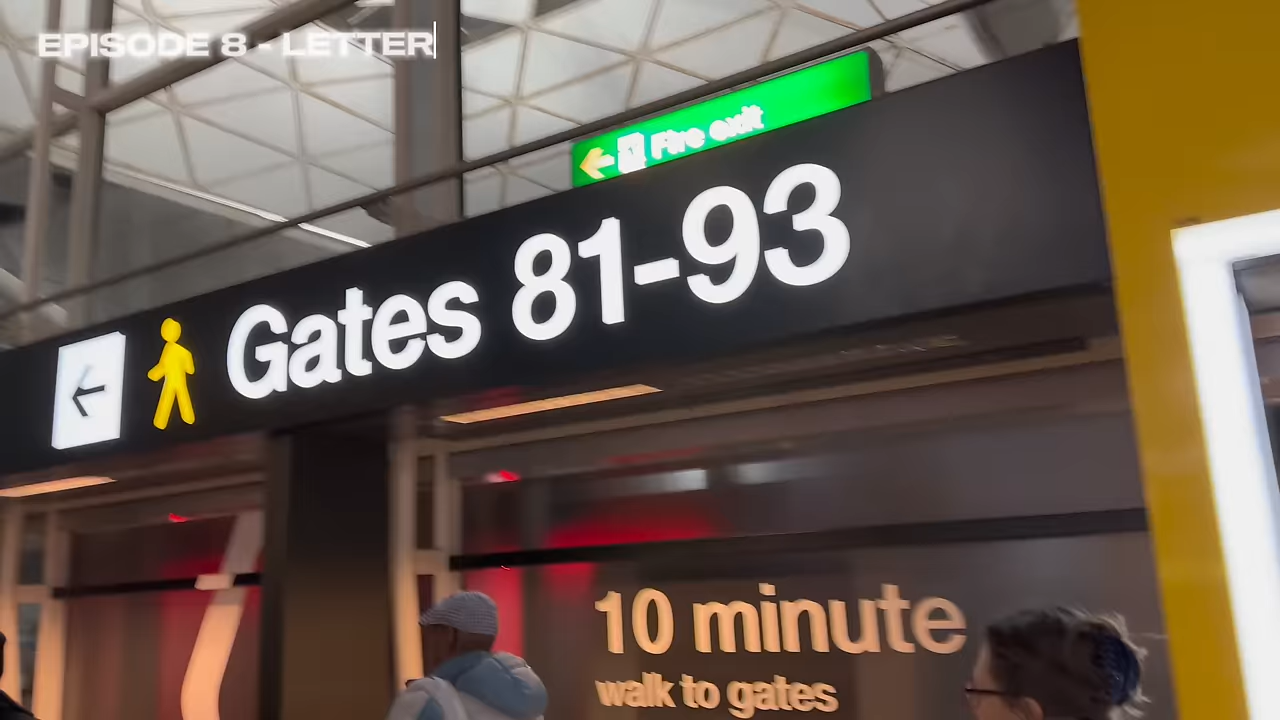 EPISODE 8 - LETTER
Fire exit
Gates 81-93
10 minute
walk to gates